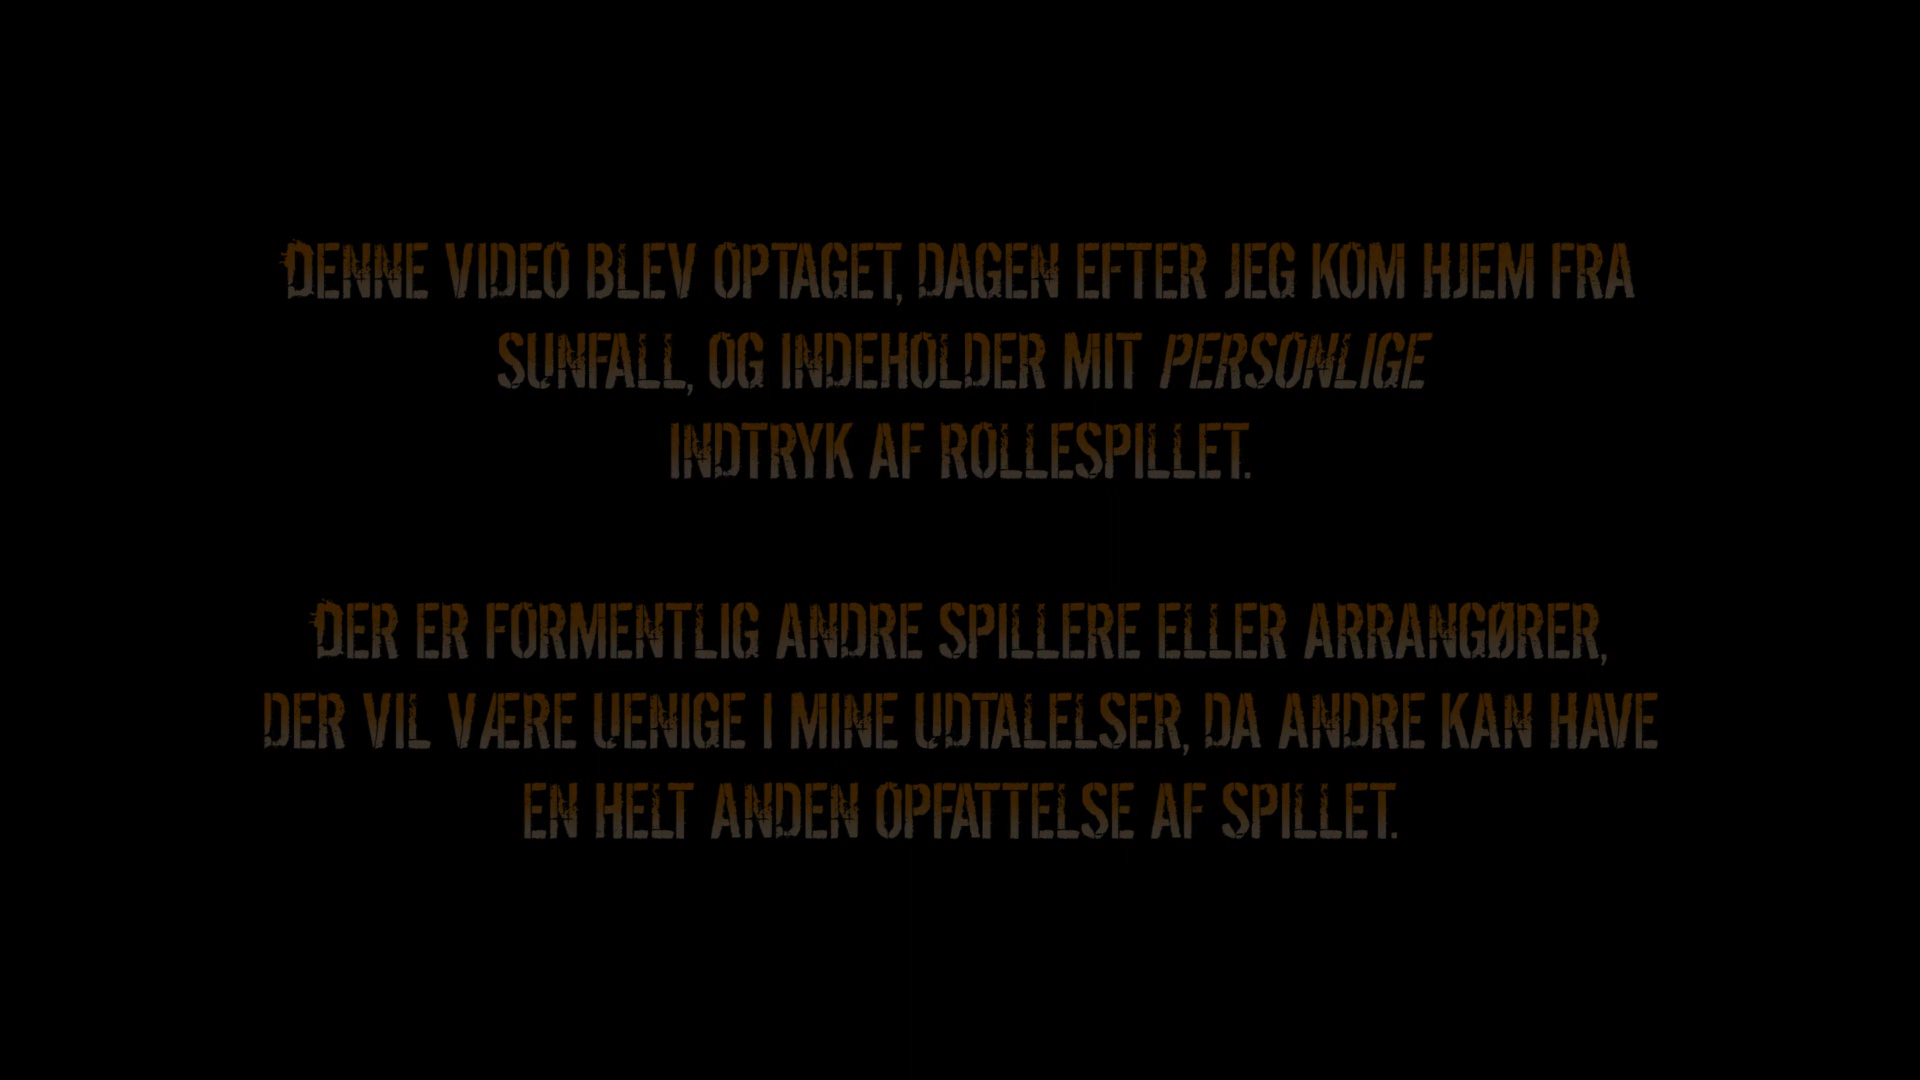 DENNE VIDEO BLEV OPTAGET, DAGEN EFTER JEG KOM HJEM FRA
SUNFALL, OG INDEHOLDER MIT PERSONLIGE
INDTRYK AF ROLLESPILLET.
DER ER FORMENTLIG ANDRE SPILLERE ELLER ARRANGØRER,
DER VIL VÆRE UENIGE I MINE UDTALELSER, DA ANDRE KAN HAVE
EN HELT ANDEN OPFATTELSE AF SPILLET.